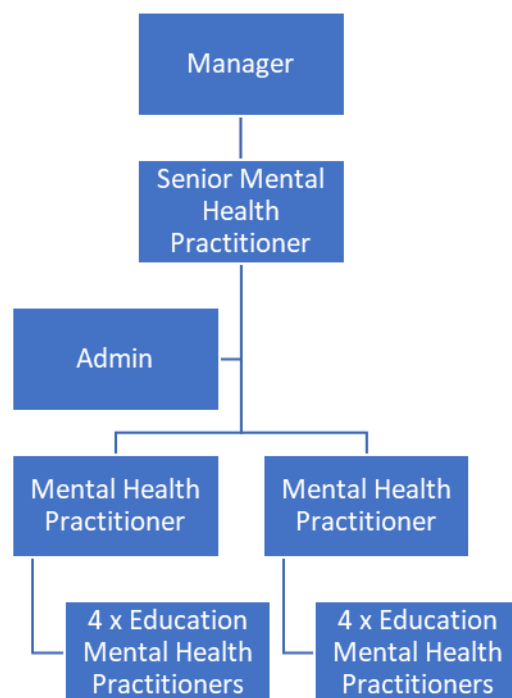 Manager
Senior Mental
Health
Practitioner
Admin
Mental Health
Practitioner
Mental Health
Practitioner
4 x Education
Mental Health
Practitioners
4 x Education
Mental Health
Practitioners